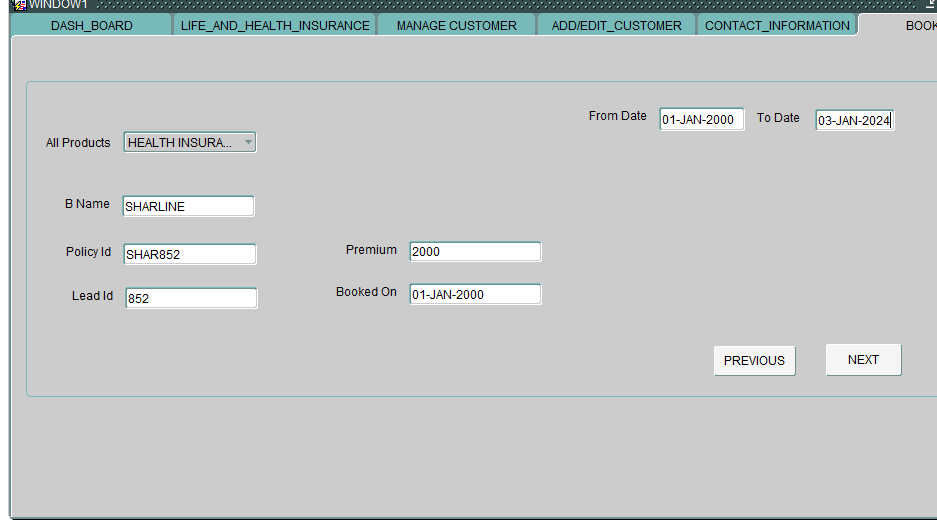 WINDOW1
DASH_BOARD LIFE_AND_HEALTH_INSURANCE MANAGE CUSTOMER ADD/EDIT_CUSTOMER CONTACT_INFORMATION BOOK
From Date 01-JAN-2000 To Date 03-JAN-2024
All Products HEALTH INSURA...
B Name SHARLINE
Policy Id SHAR852 Premium 2000
Lead Id 852 Booked On 01-JAN-2000
PREVIOUS NEXT